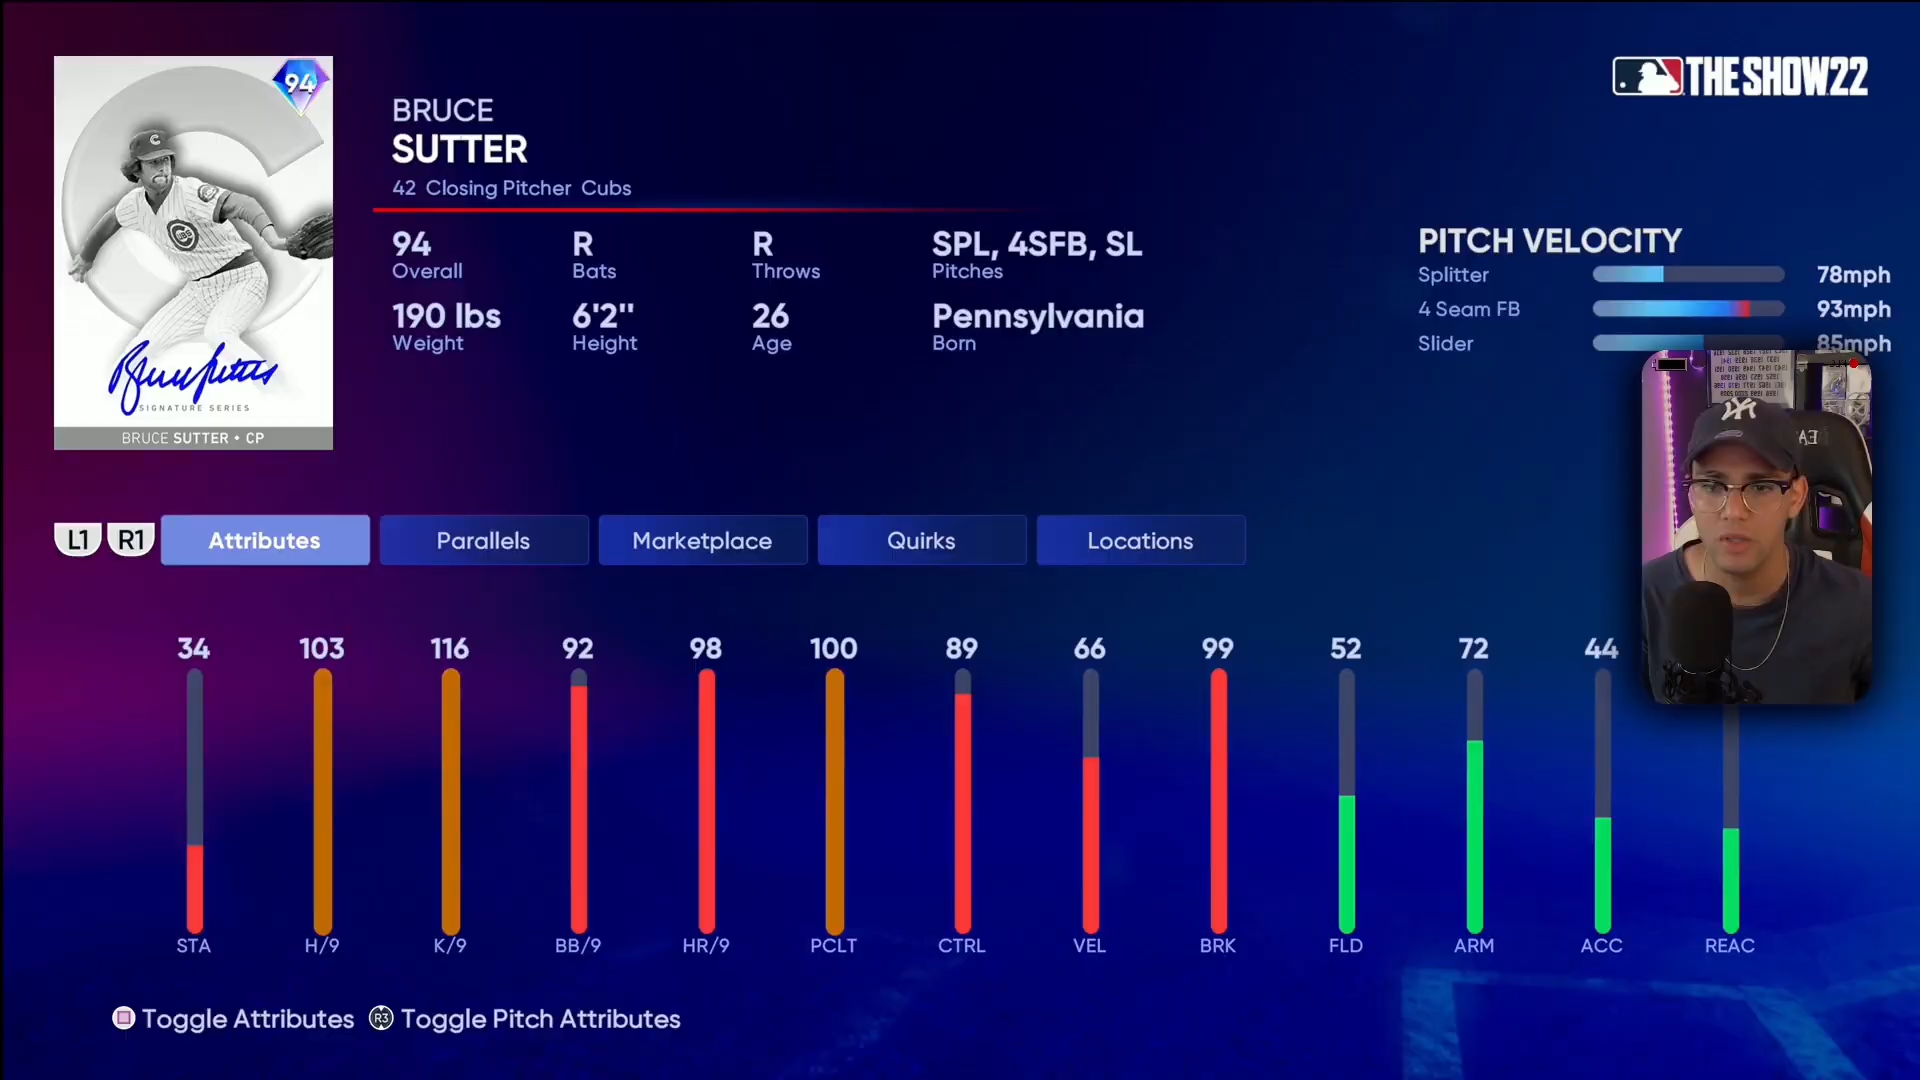 94
THE SHOW 22
BRUCE
SUTTER
42 Closing Pitcher Cubs
94 R R SPL, 4SFB, SL
Overall Bats Throws Pitches
190 lbs 6'2" 26 Pennsylvania
Weight Height Age Born
PITCH VELOCITY
Splitter 78mph
4 Seam FB 93mph
Slider 85mph
SIGNATURE SERIES
BRUCE SUTTER • CP
L1 R1 Attributes Parallels Marketplace Quirks Locations
34 103 116 92 98 100 89 66 99 52 72 44
STA H/9 K/9 BB/9 HR/9 PCLT CTRL VEL BRK FLD ARM ACC REAC
Toggle Attributes R3 Toggle Pitch Attributes